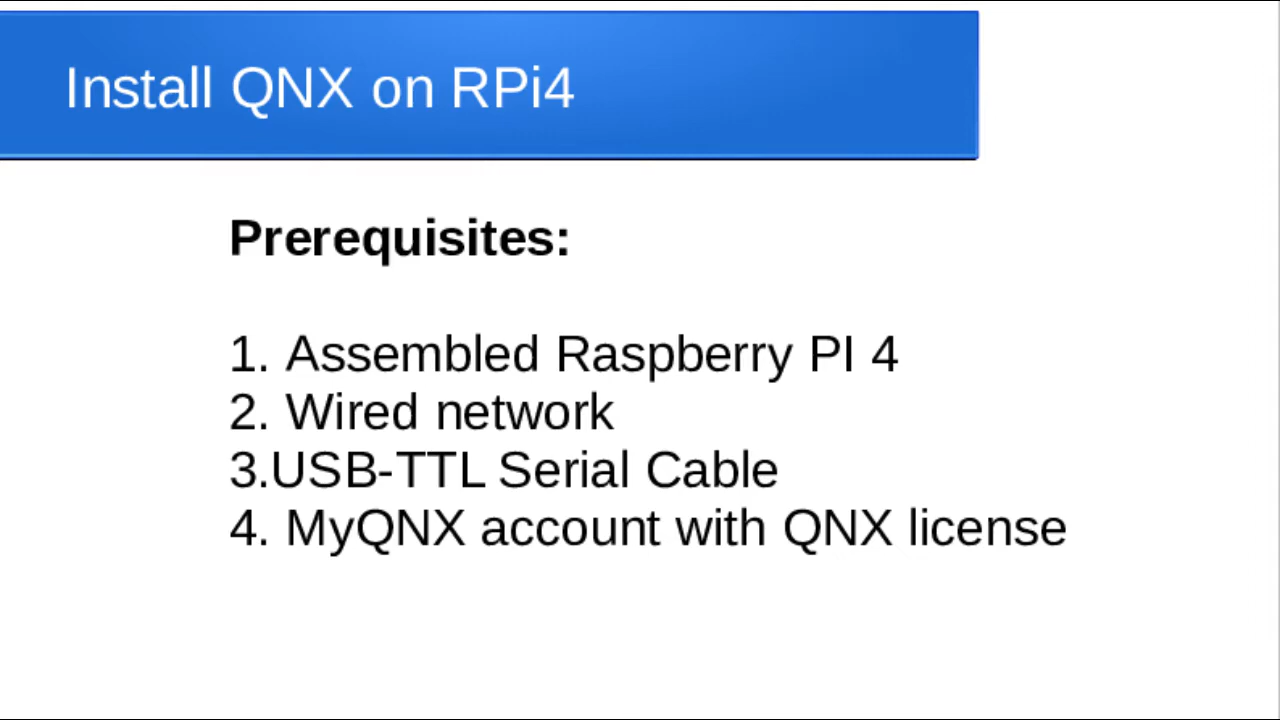 Install QNX on RPi4
Prerequisites:
1. Assembled Raspberry PI 4
2. Wired network
3.USB-TTL Serial Cable
4. MyQNX account with QNX license